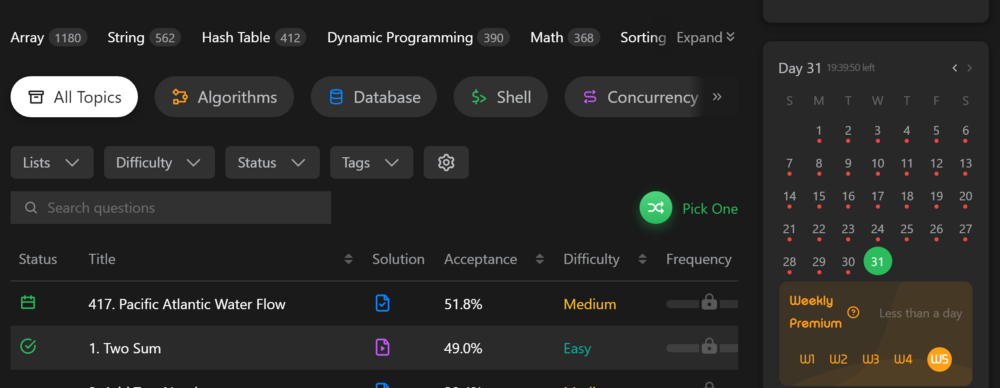 Array 1180 String 562 Hash Table 412 Dynamic Programming 390 Math 368 Sorting Expand
All Topics Algorithms Database Shell Concurrency
Lists Difficulty Status Tags
Search questions
Pick One
Status Title Solution Acceptance Difficulty Frequency
417. Pacific Atlantic Water Flow 51.8% Medium
1. Two Sum 49.0% Easy
Day 31 19:39:50 left
S M T W T F S
1 2 3 4 5 6
7 8 9 10 11 12 13
14 15 16 17 18 19 20
21 22 23 24 25 26 27
28 29 30 31
Weekly
Premium ? Less than a day
W1 W2 W3 W4 W5